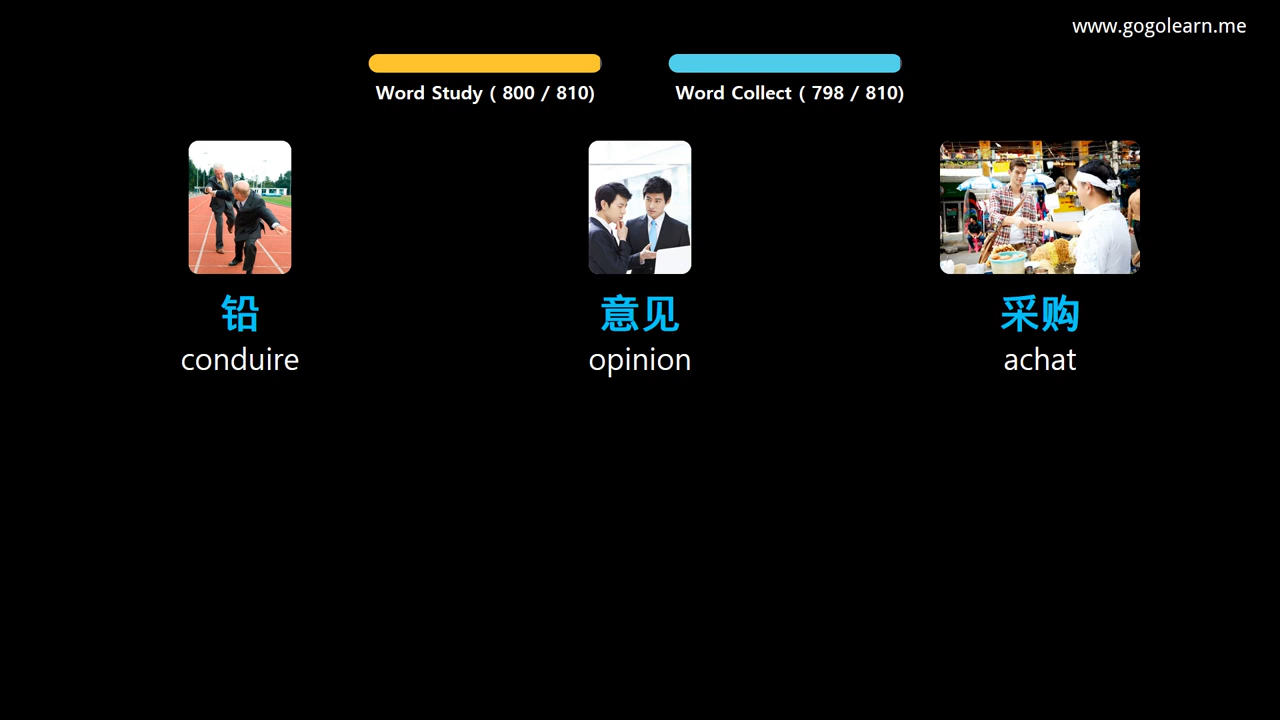 www.gogolearn.me
Word Study ( 800 / 810)
Word Collect ( 798 / 810)
铅
conduire
意见
opinion
采购
achat